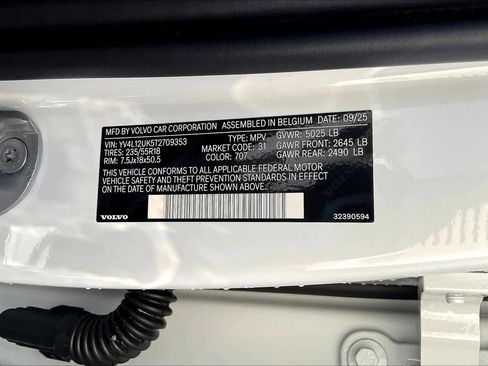 MFD BY VOLVO CAR CORPORATION ASSEMBLED IN BELGIUM DATE: 09/25
VIN: YV4L12UK5T2709353 TYPE: MPV GVWR: 5025 LB
TIRES: 235/55R18 MARKET CODE: 31 GAWR FRONT: 2645 LB
RIM: 7.5Jx18x50.5 COLOR: 707 GAWR REAR: 2490 LB
THIS VEHICLE CONFORMS TO ALL APPLICABLE FEDERAL MOTOR
VEHICLE SAFETY AND THEFT PREVENTION STANDARDS IN EFFECT
ON THE DATE OF MANUFACTURE SHOWN ABOVE.
VOLVO 32390594